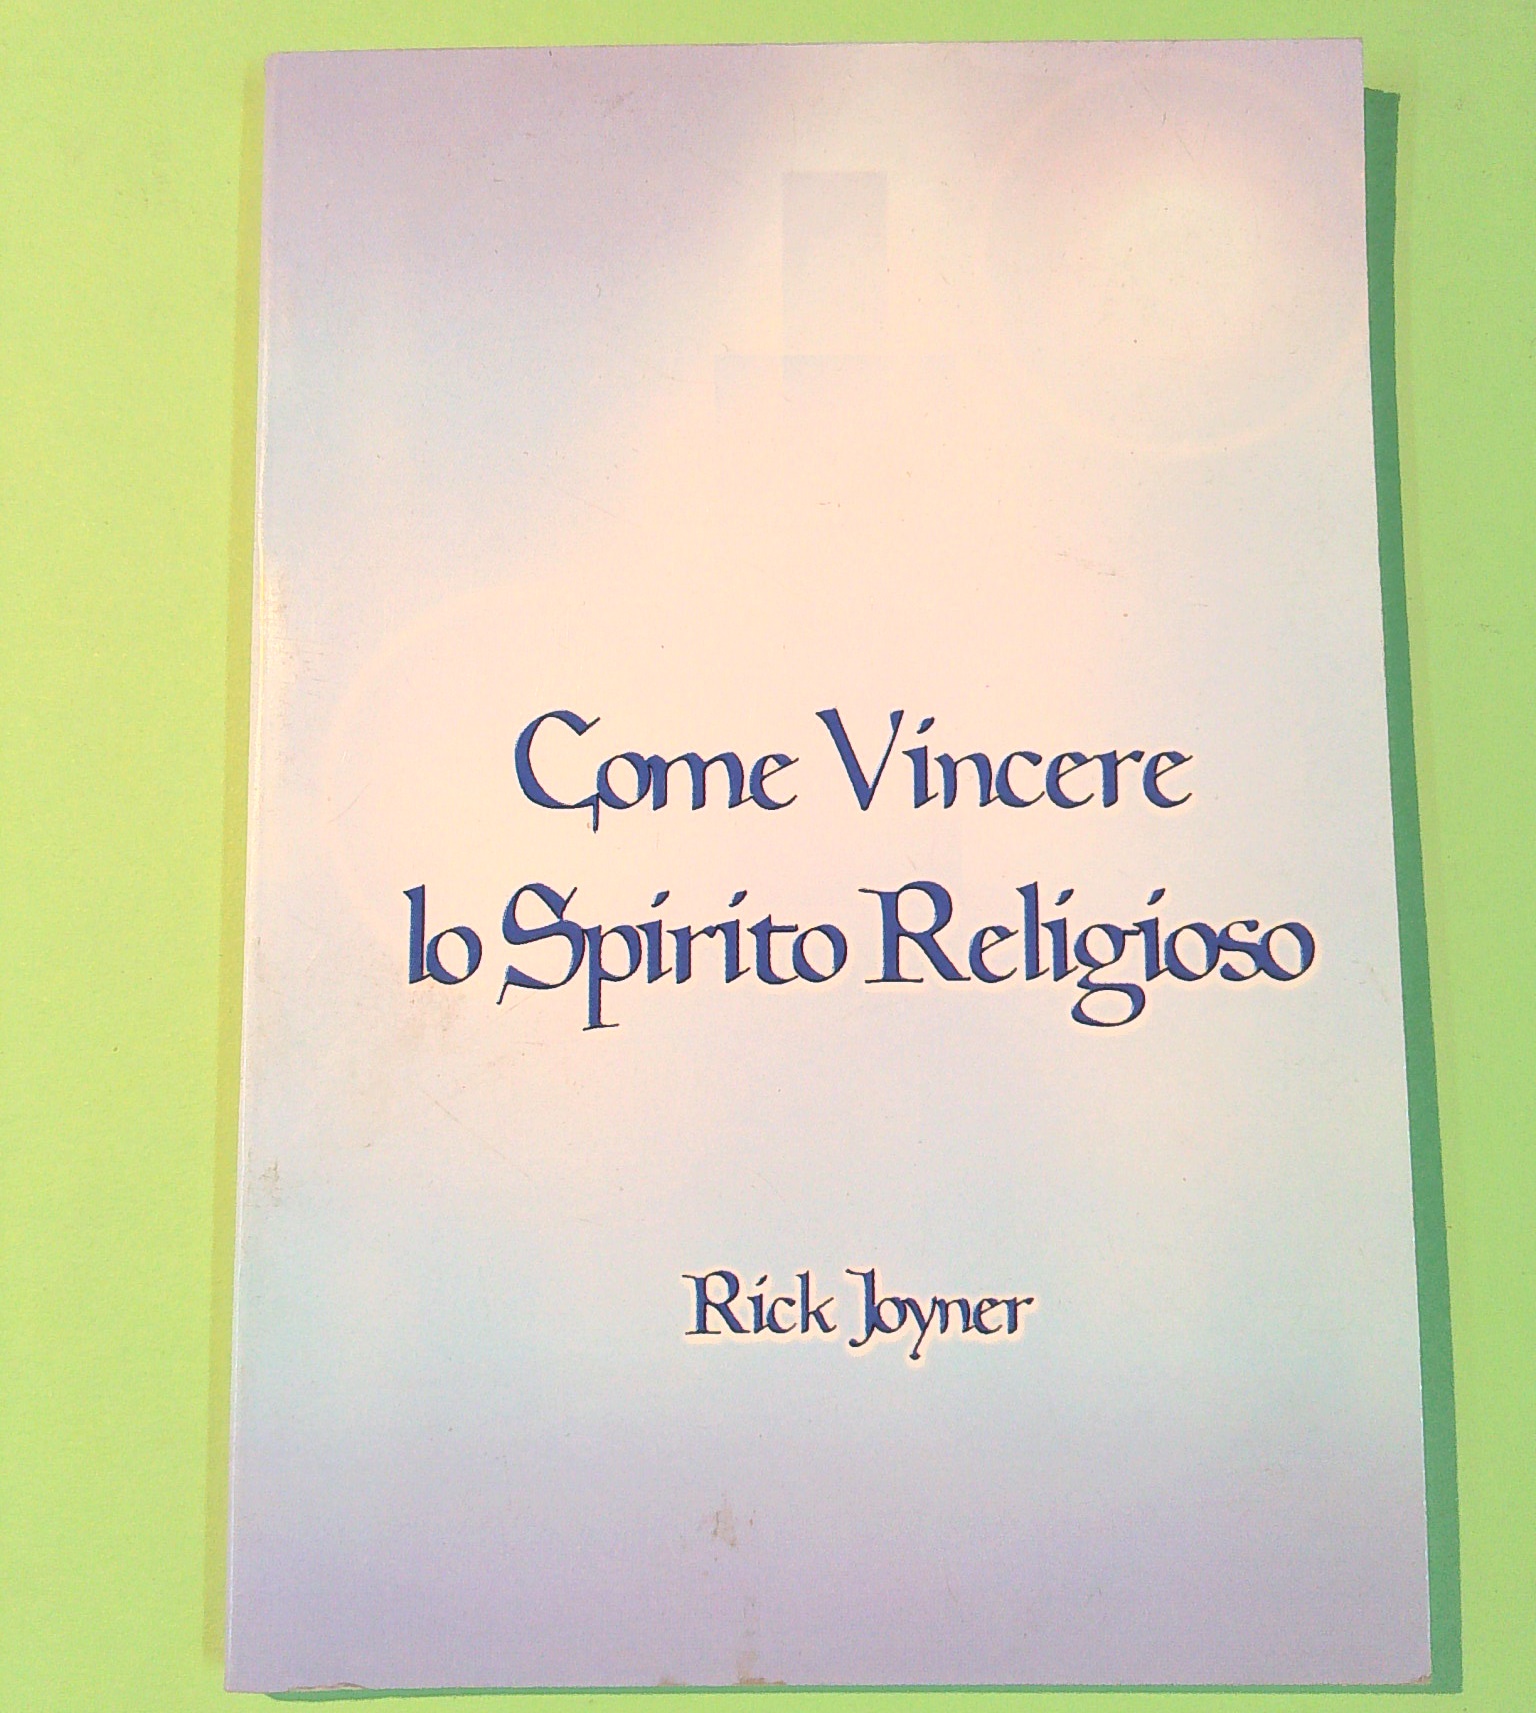 Come Vincere
lo Spirito Religioso
Rick Joyner